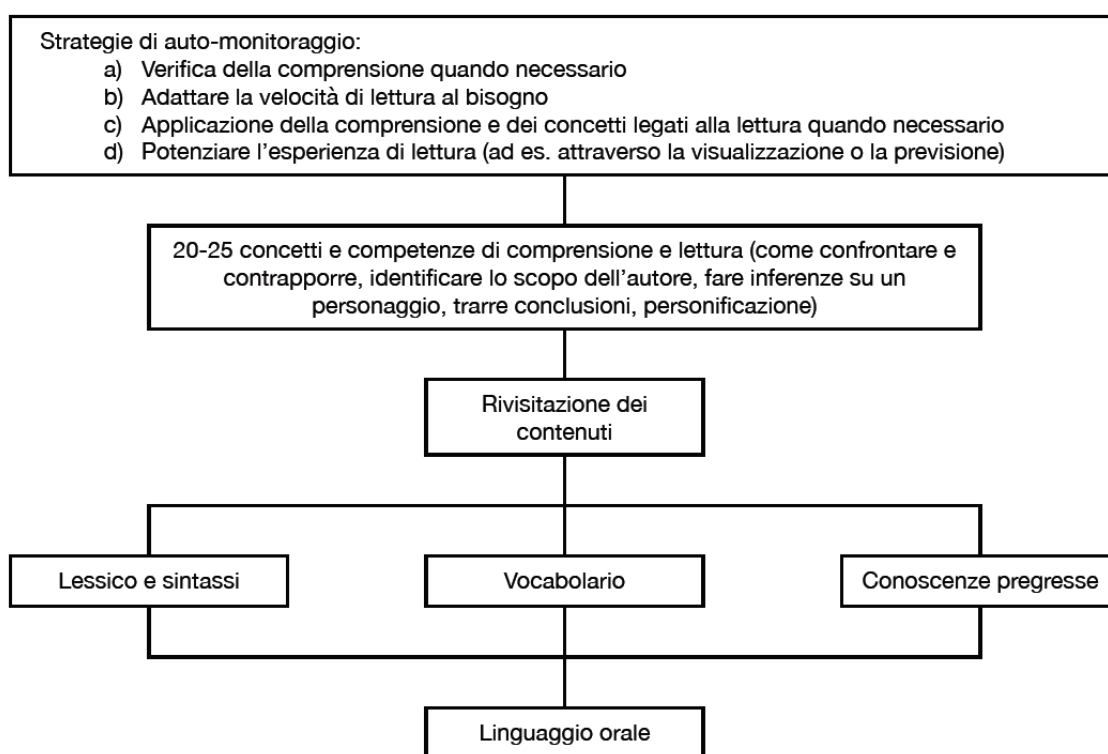 Strategie di auto-monitoraggio:
a) Verifica della comprensione quando necessario
b) Adattare la velocità di lettura al bisogno
c) Applicazione della comprensione e dei concetti legati alla lettura quando necessario
d) Potenziare l'esperienza di lettura (ad es. attraverso la visualizzazione o la previsione)
20-25 concetti e competenze di comprensione e lettura (come confrontare e
contrapporre, identificare lo scopo dell'autore, fare inferenze su un
personaggio, trarre conclusioni, personificazione)
Rivisitazione dei
contenuti
Lessico e sintassi
Vocabolario
Conoscenze pregresse
Linguaggio orale